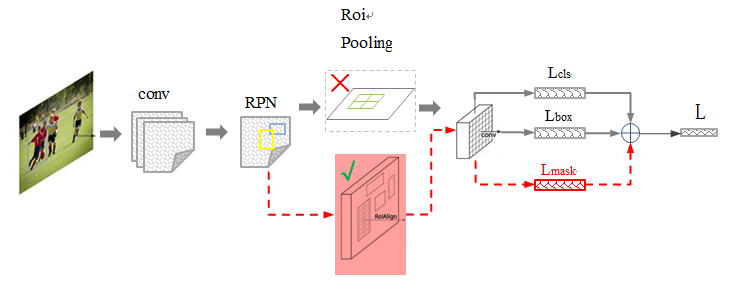 Roi
Pooling
conv
RPN
RoIAlign
conv
Lcls
Lbox
Lmask
L